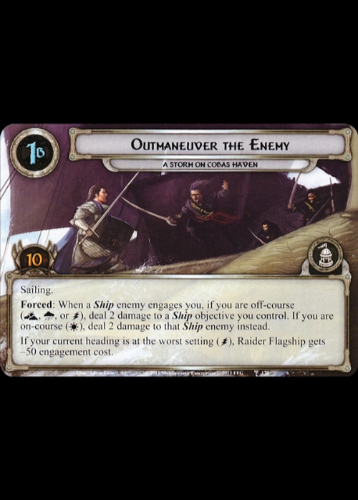 1B
OUTMANEUVER THE ENEMY
A STORM ON COBAS HAVEN
10
Sailing.
Forced: When a Ship enemy engages you, if you are off-course
( , , or ), deal 2 damage to a Ship objective you control. If you are
on-course ( ), deal 2 damage to that Ship enemy instead.
If your current heading is at the worst setting ( ), Raider Flagship gets
–50 engagement cost.